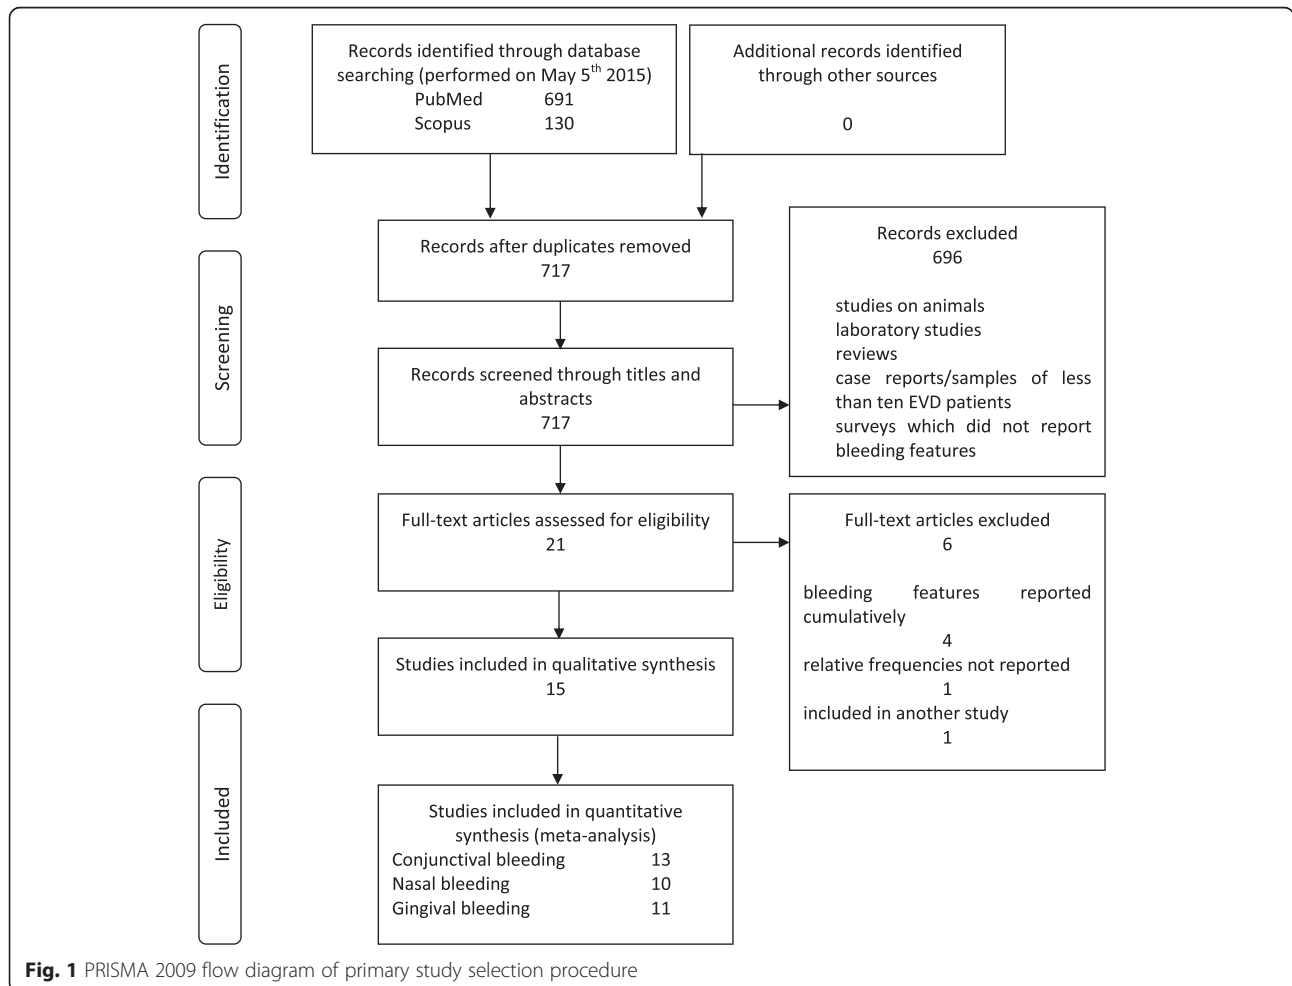 Identification
Records identified through database
searching (performed on May 5th 2015)
PubMed 691
Scopus 130
Additional records identified
through other sources
0
Screening
Records after duplicates removed
717
Records screened through titles and
abstracts
717
Records excluded
696
studies on animals
laboratory studies
reviews
case reports/samples of less
than ten EVD patients
surveys which did not report
bleeding features
Eligibility
Full-text articles assessed for eligibility
21
Full-text articles excluded
6
bleeding features reported
cumulatively
4
relative frequencies not reported
1
included in another study
1
Studies included in qualitative synthesis
15
Included
Studies included in quantitative
synthesis (meta-analysis)
Conjunctival bleeding 13
Nasal bleeding 10
Gingival bleeding 11
Fig. 1 PRISMA 2009 flow diagram of primary study selection procedure